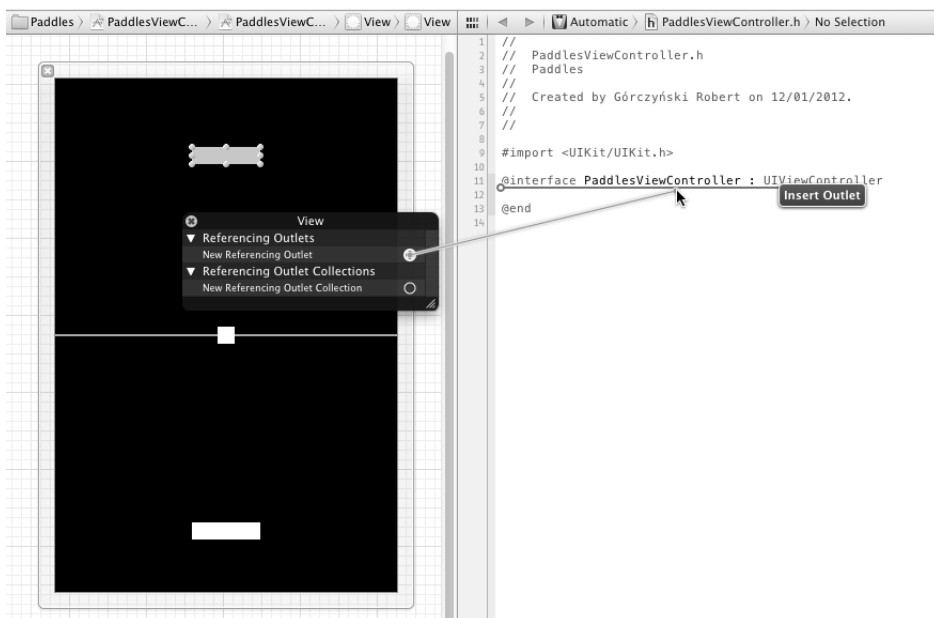 Paddles PaddlesViewC... PaddlesViewC... View View
Automatic h PaddlesViewController.h No Selection
1 //
2 // PaddlesViewController.h
3 // Paddles
4 //
5 // Created by Górczyński Robert on 12/01/2012.
6 //
7 //
8
9 #import <UIKit/UIKit.h>
10
11 @interface PaddlesViewController : UIViewController
12
13 @end
14
Insert Outlet
View
Referencing Outlets
New Referencing Outlet
Referencing Outlet Collections
New Referencing Outlet Collection